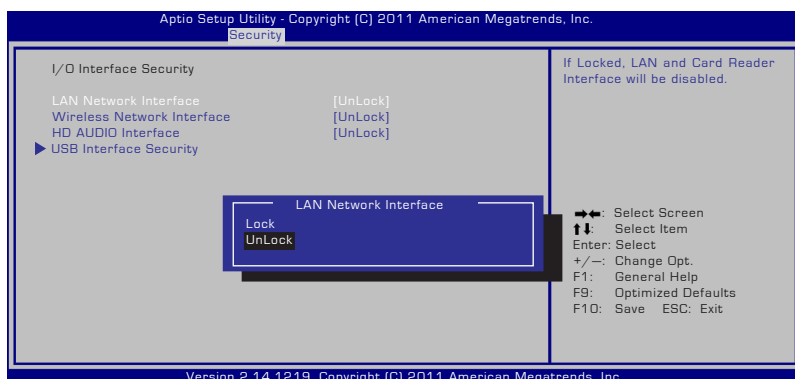 Aptio Setup Utility - Copyright (C) 2011 American Megatrends, Inc.
Security
I/O Interface Security
LAN Network Interface [UnLock]
Wireless Network Interface [UnLock]
HD AUDIO Interface [UnLock]
USB Interface Security
If Locked, LAN and Card Reader
Interface will be disabled.
LAN Network Interface
Lock
UnLock
→←: Select Screen
↑↓: Select Item
Enter: Select
+/—: Change Opt.
F1: General Help
F9: Optimized Defaults
F10: Save ESC: Exit
Version 2.14.1219. Copyright (C) 2011 American Megatrends, Inc.